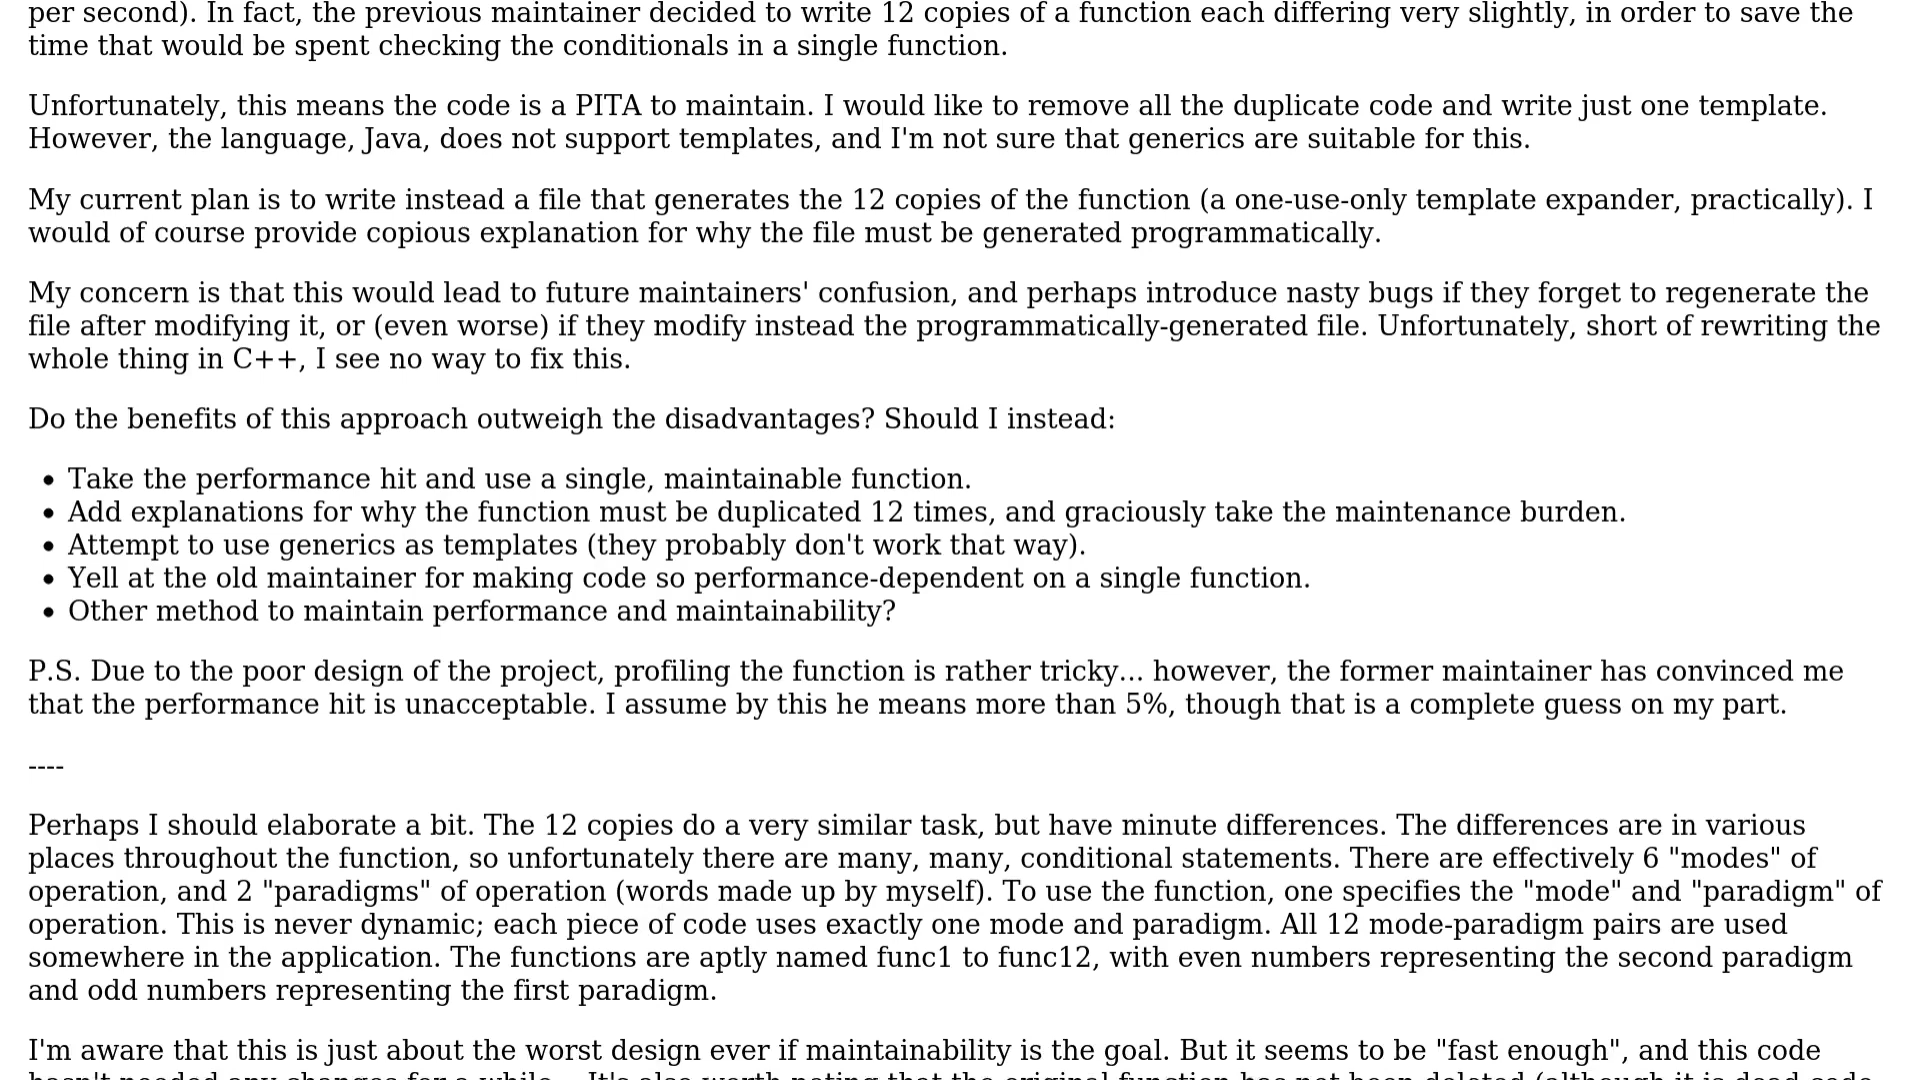 per second). In fact, the previous maintainer decided to write 12 copies of a function each differing very slightly, in order to save the
time that would be spent checking the conditionals in a single function.
Unfortunately, this means the code is a PITA to maintain. I would like to remove all the duplicate code and write just one template.
However, the language, Java, does not support templates, and I'm not sure that generics are suitable for this.
My current plan is to write instead a file that generates the 12 copies of the function (a one-use-only template expander, practically). I
would of course provide copious explanation for why the file must be generated programmatically.
My concern is that this would lead to future maintainers' confusion, and perhaps introduce nasty bugs if they forget to regenerate the
file after modifying it, or (even worse) if they modify instead the programmatically-generated file. Unfortunately, short of rewriting the
whole thing in C++, I see no way to fix this.
Do the benefits of this approach outweigh the disadvantages? Should I instead:
• Take the performance hit and use a single, maintainable function.
• Add explanations for why the function must be duplicated 12 times, and graciously take the maintenance burden.
• Attempt to use generics as templates (they probably don't work that way).
• Yell at the old maintainer for making code so performance-dependent on a single function.
• Other method to maintain performance and maintainability?
P.S. Due to the poor design of the project, profiling the function is rather tricky... however, the former maintainer has convinced me
that the performance hit is unacceptable. I assume by this he means more than 5%, though that is a complete guess on my part.
----
Perhaps I should elaborate a bit. The 12 copies do a very similar task, but have minute differences. The differences are in various
places throughout the function, so unfortunately there are many, many, conditional statements. There are effectively 6 "modes" of
operation, and 2 "paradigms" of operation (words made up by myself). To use the function, one specifies the "mode" and "paradigm" of
operation. This is never dynamic; each piece of code uses exactly one mode and paradigm. All 12 mode-paradigm pairs are used
somewhere in the application. The functions are aptly named func1 to func12, with even numbers representing the second paradigm
and odd numbers representing the first paradigm.
I'm aware that this is just about the worst design ever if maintainability is the goal. But it seems to be "fast enough", and this code